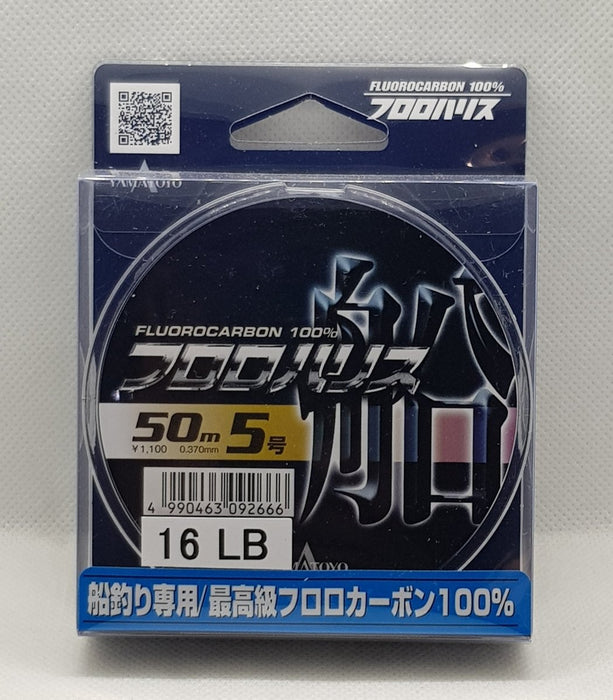 FLUOROCARBON 100%
フロロハリス
YAMATOYO
船
FLUOROCARBON 100%
フロロハリス
50m 5号
¥1,100 0.370mm
4 990463 092666
16 LB
YAMATOYO
船釣り専用/最高級フロロカーボン100%